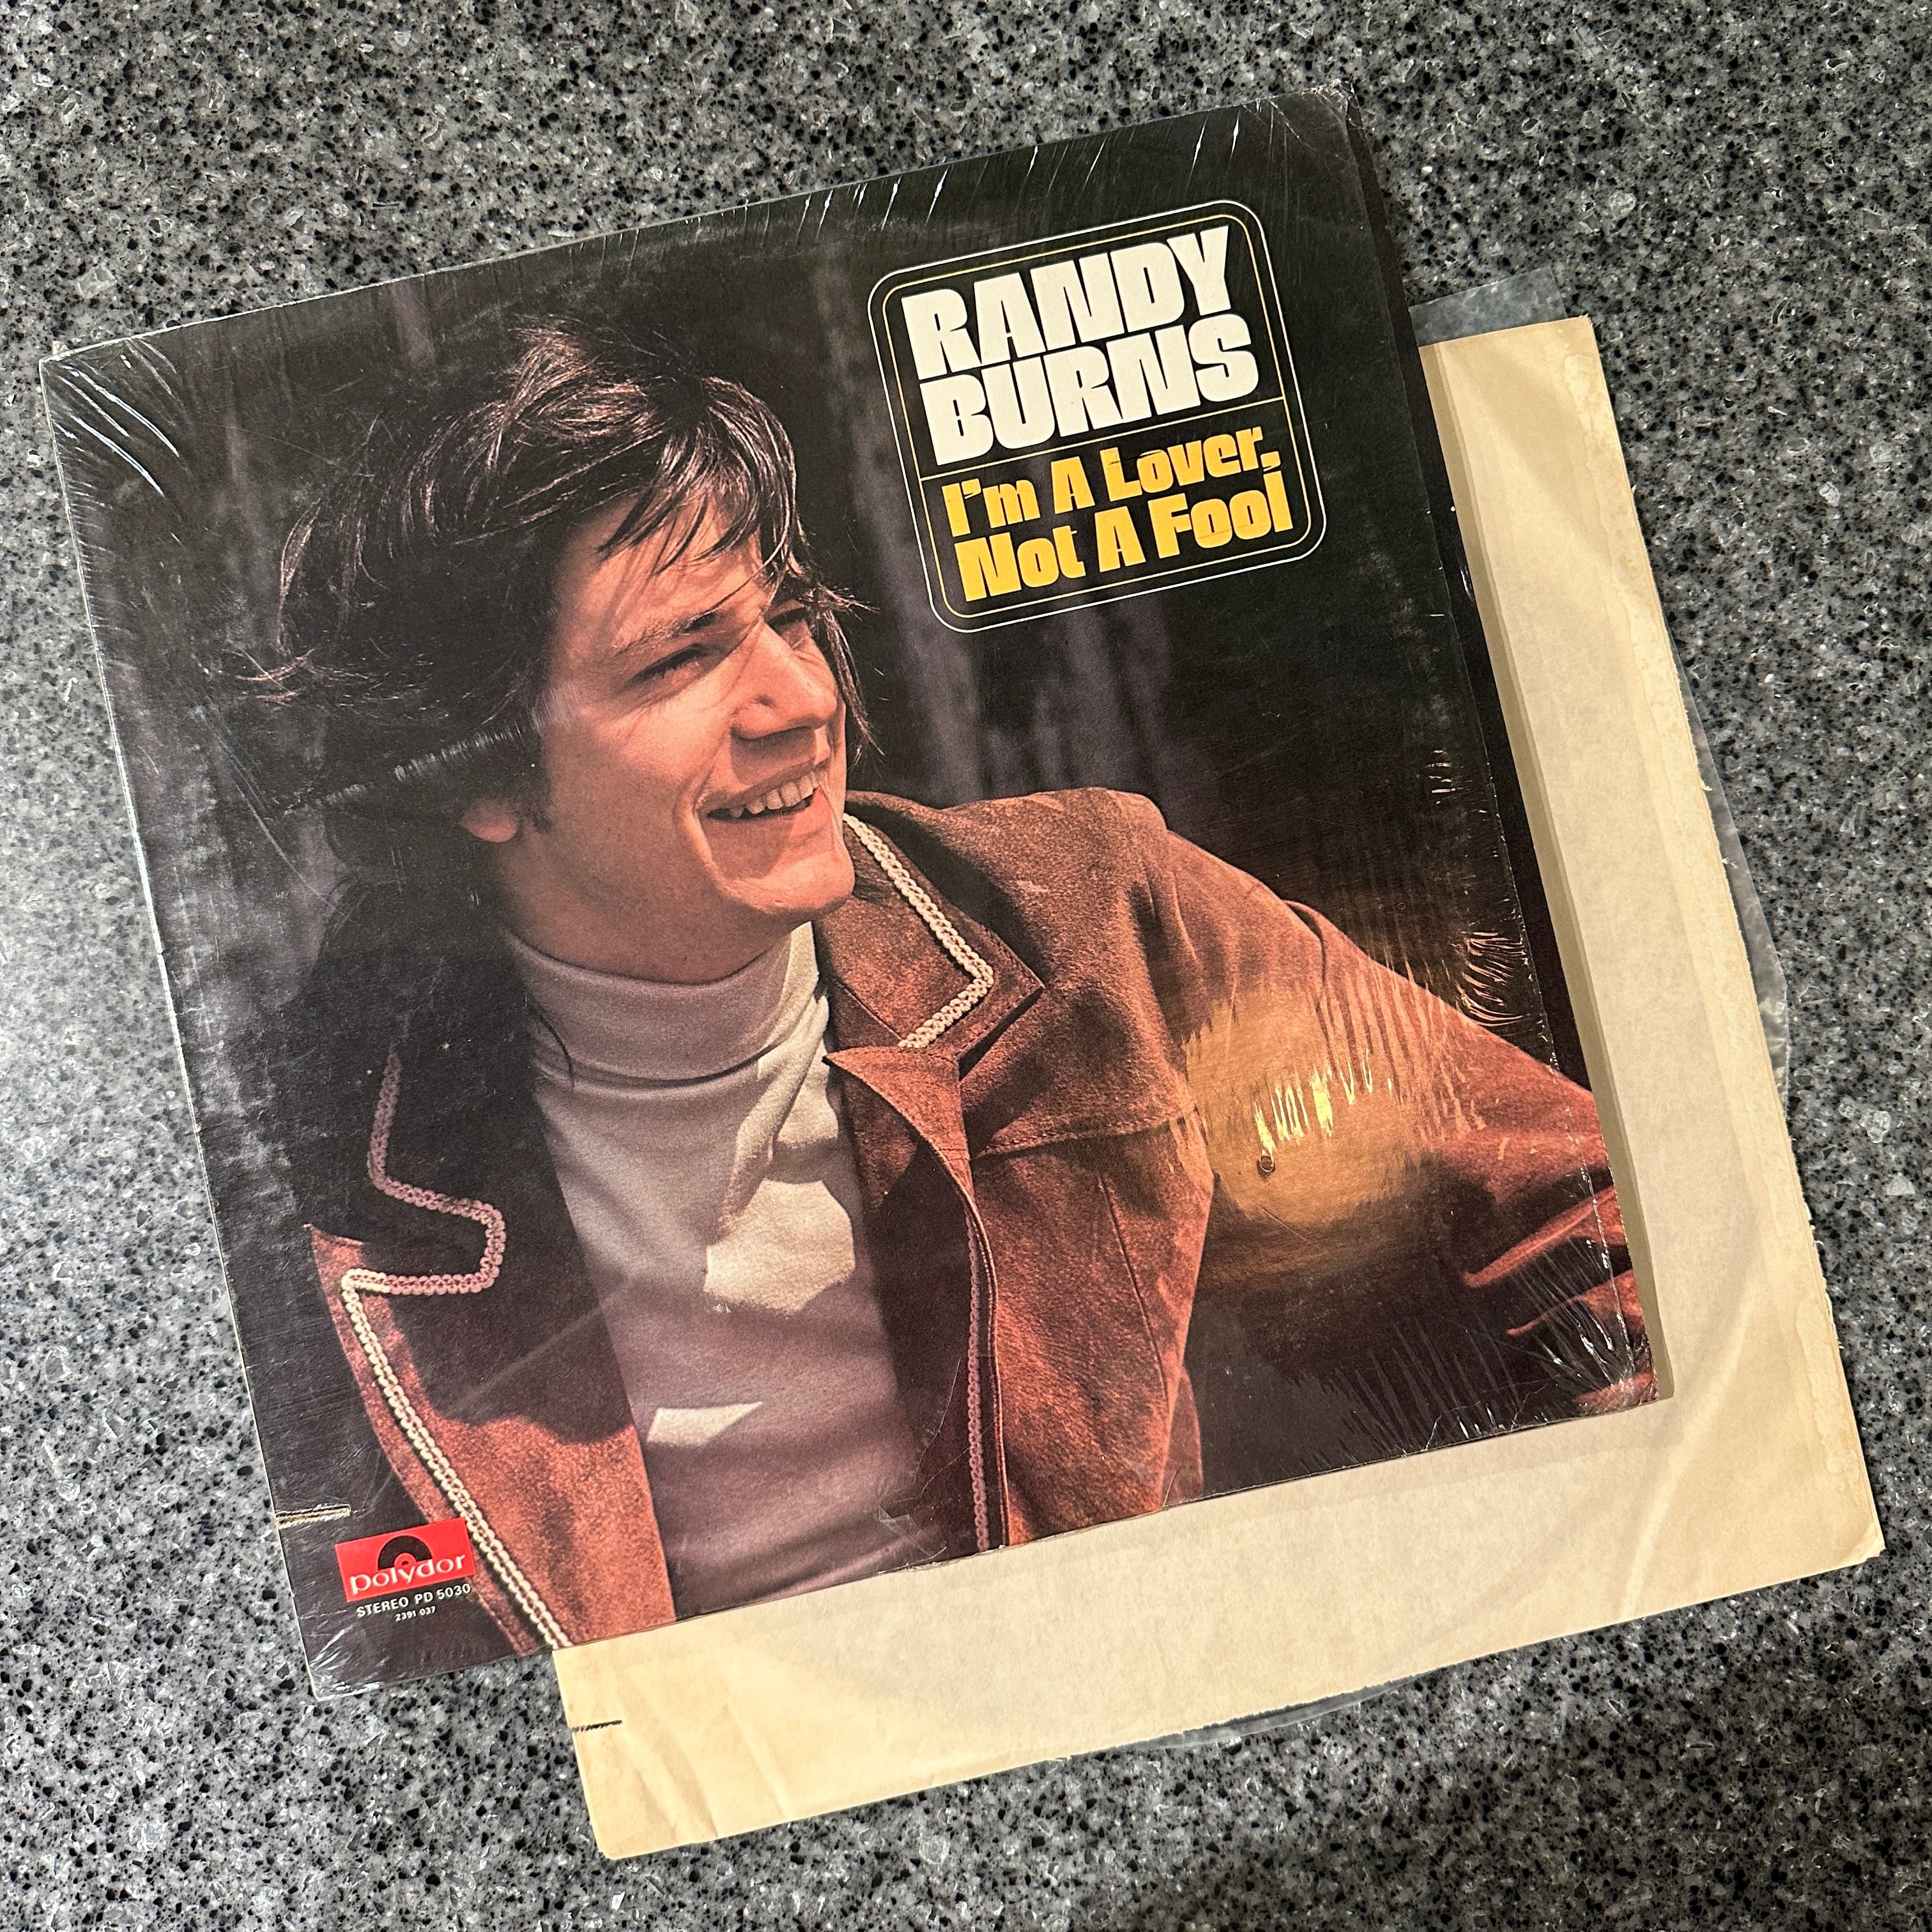 RANDY
BURNS
I'm A Lover,
Not A Fool
polydor
STEREO PD 5030
2391 037